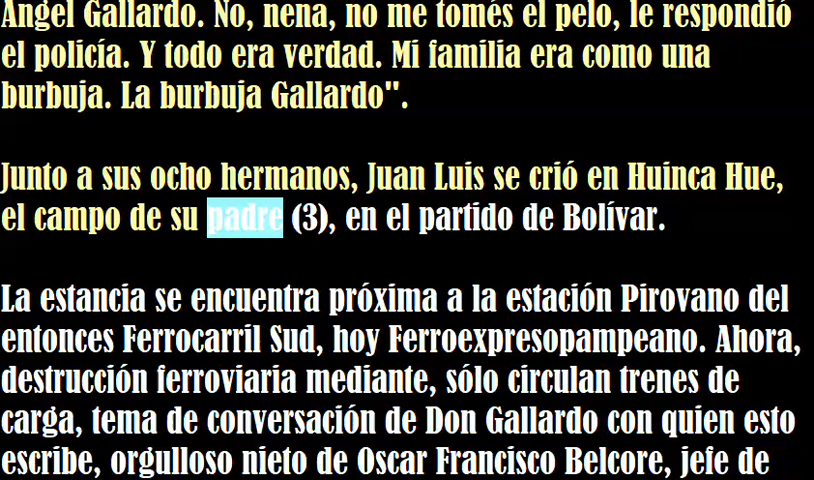 Angel Gallardo. No, nena, no me tomés el pelo, le respondió
el policía. Y todo era verdad. Mi familia era como una
burbuja. La burbuja Gallardo".
Junto a sus ocho hermanos, Juan Luis se crió en Huinca Hue,
el campo de su padre (3), en el partido de Bolívar.
La estancia se encuentra próxima a la estación Pirovano del
entonces Ferrocarril Sud, hoy Ferroexpresopampeano. Ahora,
destrucción ferroviaria mediante, sólo circulan trenes de
carga, tema de conversación de Don Gallardo con quien esto
escribe, orgulloso nieto de Oscar Francisco Belcore, jefe de